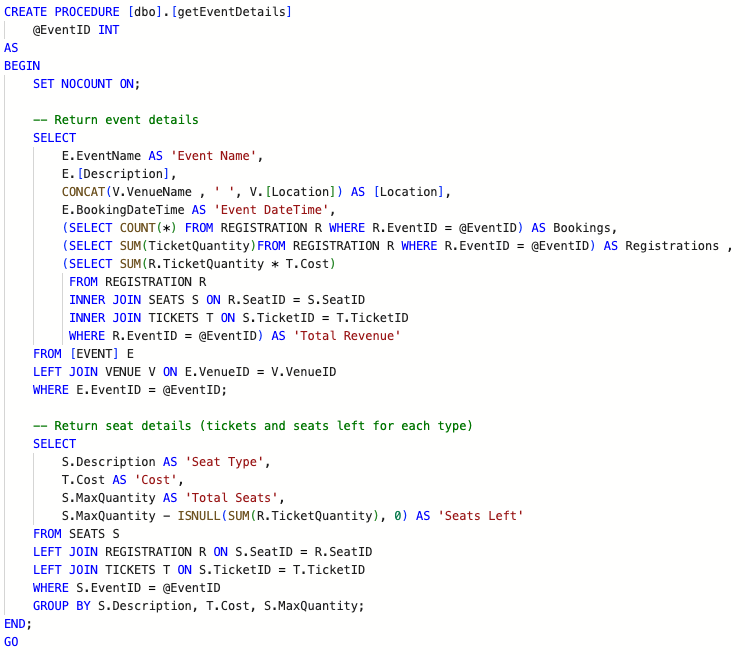 CREATE PROCEDURE [dbo].[getEventDetails]
    @EventID INT
AS
BEGIN
    SET NOCOUNT ON;

    -- Return event details
    SELECT
        E.EventName AS 'Event Name',
        E.[Description],
        CONCAT(V.VenueName , ' ', V.[Location]) AS [Location],
        E.BookingDateTime AS 'Event DateTime',
        (SELECT COUNT(*) FROM REGISTRATION R WHERE R.EventID = @EventID) AS Bookings,
        (SELECT SUM(TicketQuantity)FROM REGISTRATION R WHERE R.EventID = @EventID) AS Registrations ,
        (SELECT SUM(R.TicketQuantity * T.Cost)
         FROM REGISTRATION R
         INNER JOIN SEATS S ON R.SeatID = S.SeatID
         INNER JOIN TICKETS T ON S.TicketID = T.TicketID
         WHERE R.EventID = @EventID) AS 'Total Revenue'
    FROM [EVENT] E
    LEFT JOIN VENUE V ON E.VenueID = V.VenueID
    WHERE E.EventID = @EventID;

    -- Return seat details (tickets and seats left for each type)
    SELECT
        S.Description AS 'Seat Type',
        T.Cost AS 'Cost',
        S.MaxQuantity AS 'Total Seats',
        S.MaxQuantity - ISNULL(SUM(R.TicketQuantity), 0) AS 'Seats Left'
    FROM SEATS S
    LEFT JOIN REGISTRATION R ON S.SeatID = R.SeatID
    LEFT JOIN TICKETS T ON S.TicketID = T.TicketID
    WHERE S.EventID = @EventID
    GROUP BY S.Description, T.Cost, S.MaxQuantity;
END;
GO